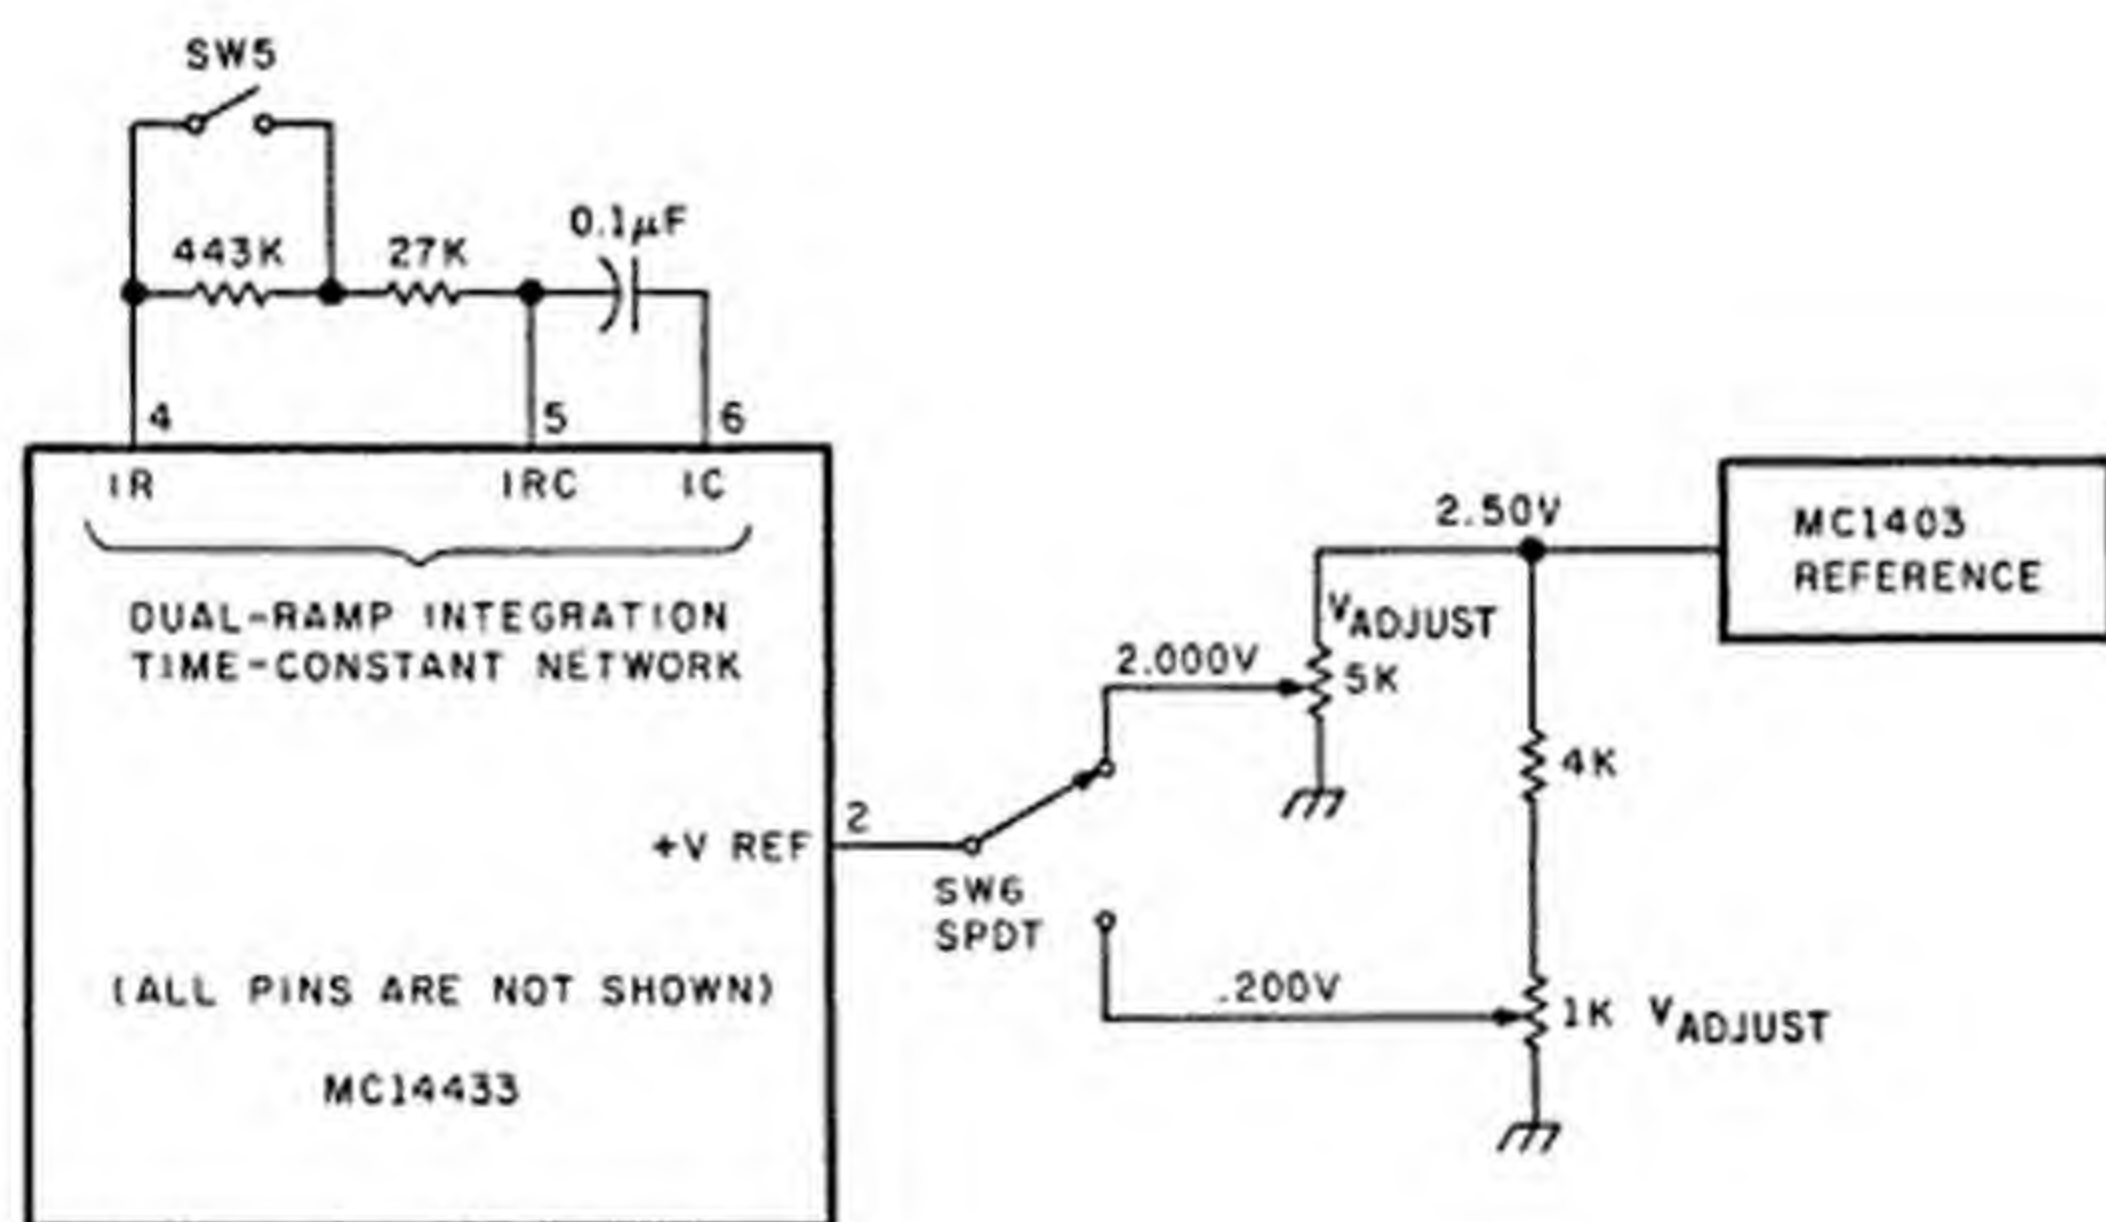 SW5
443K
27K
0.1µF
4
5
6
IR
IRC
IC
DUAL-RAMP INTEGRATION
TIME-CONSTANT NETWORK
2.50V
MC1403
REFERENCE
VADJUST
5K
2.000V
4K
2
+V REF
SW6
SPDT
.200V
1K VADJUST
(ALL PINS ARE NOT SHOWN)
MC14433